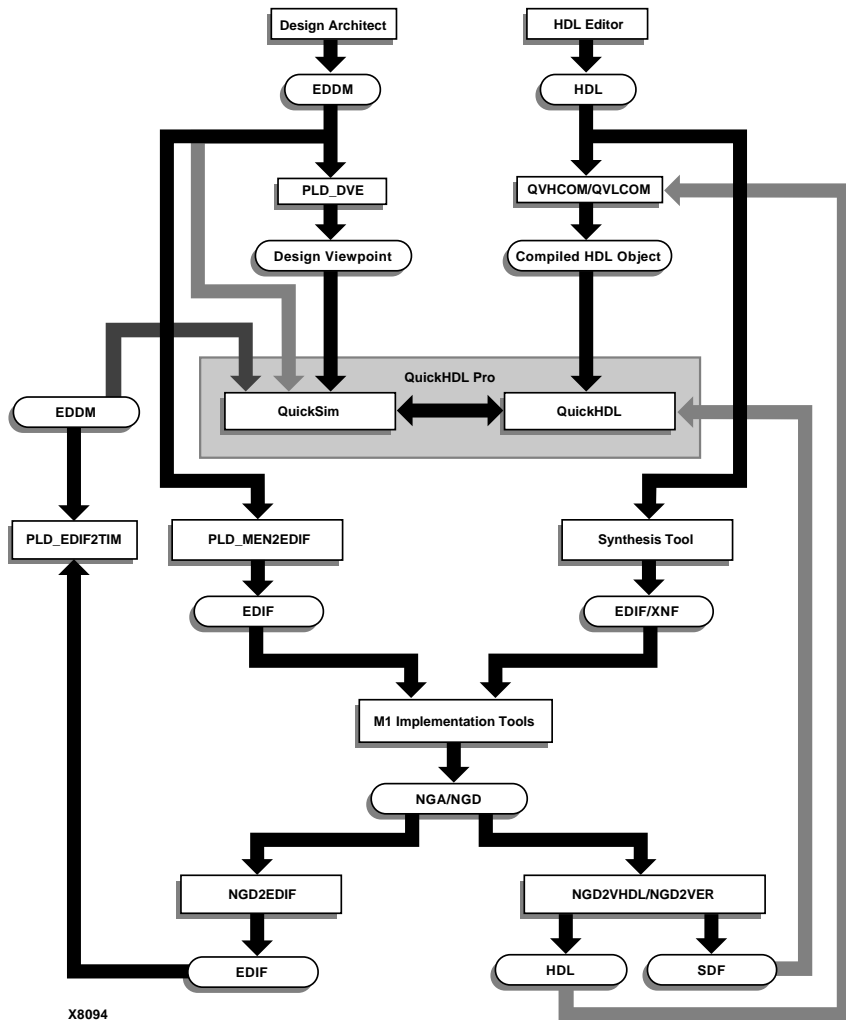 Design Architect
HDL Editor
EDDM
HDL
PLD_DVE
QVHCOM/QVLCOM
Design Viewpoint
Compiled HDL Object
QuickHDL Pro
EDDM
QuickSim
QuickHDL
PLD_EDIF2TIM
PLD_MEN2EDIF
Synthesis Tool
EDIF
EDIF/XNF
M1 Implementation Tools
NGA/NGD
NGD2EDIF
NGD2VHDL/NGD2VER
EDIF
HDL
SDF
X8094